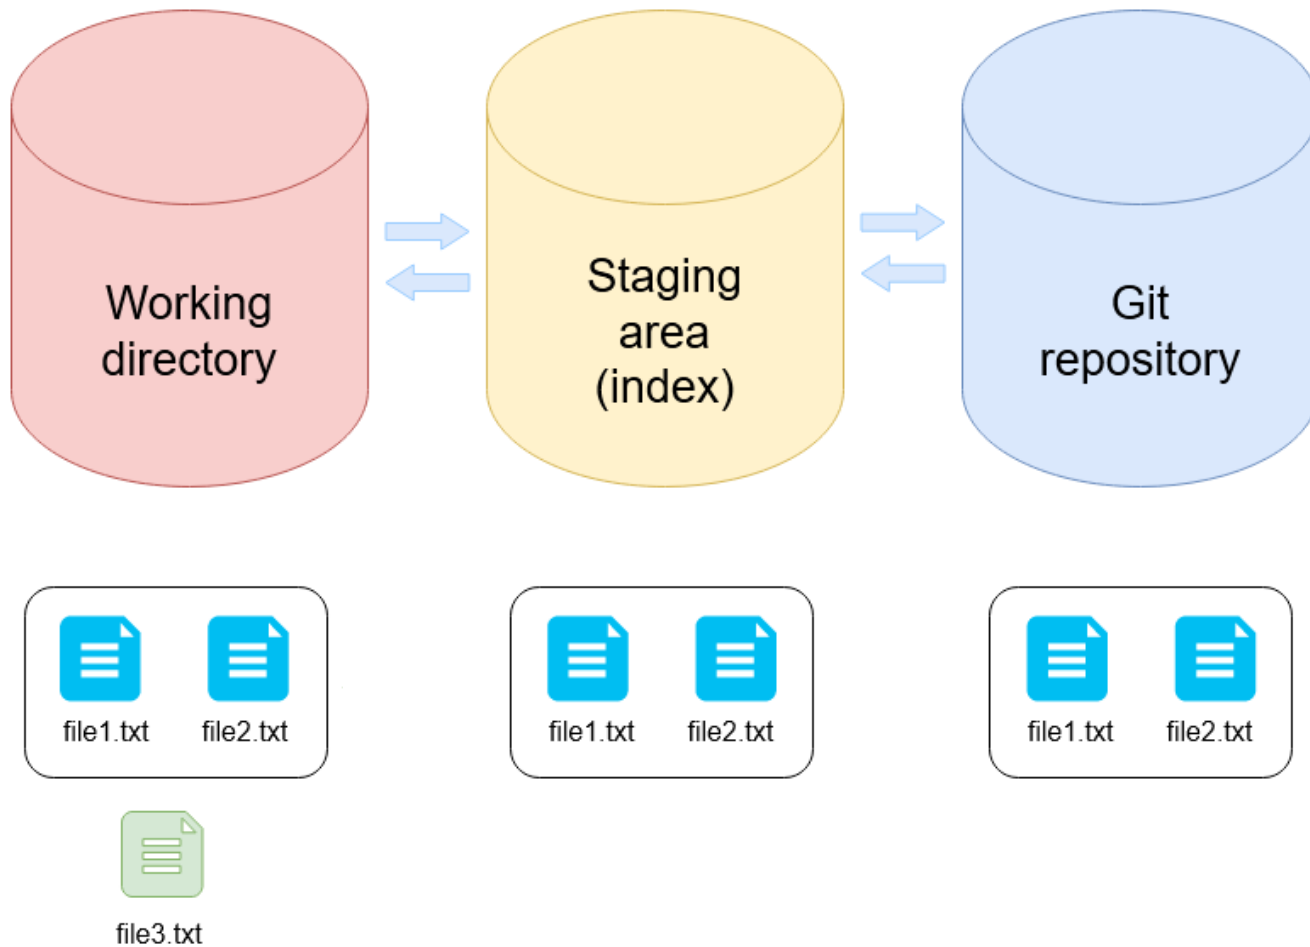 Working
directory
Staging
area
(index)
Git
repository
file1.txt
file2.txt
file1.txt
file2.txt
file1.txt
file2.txt
file3.txt